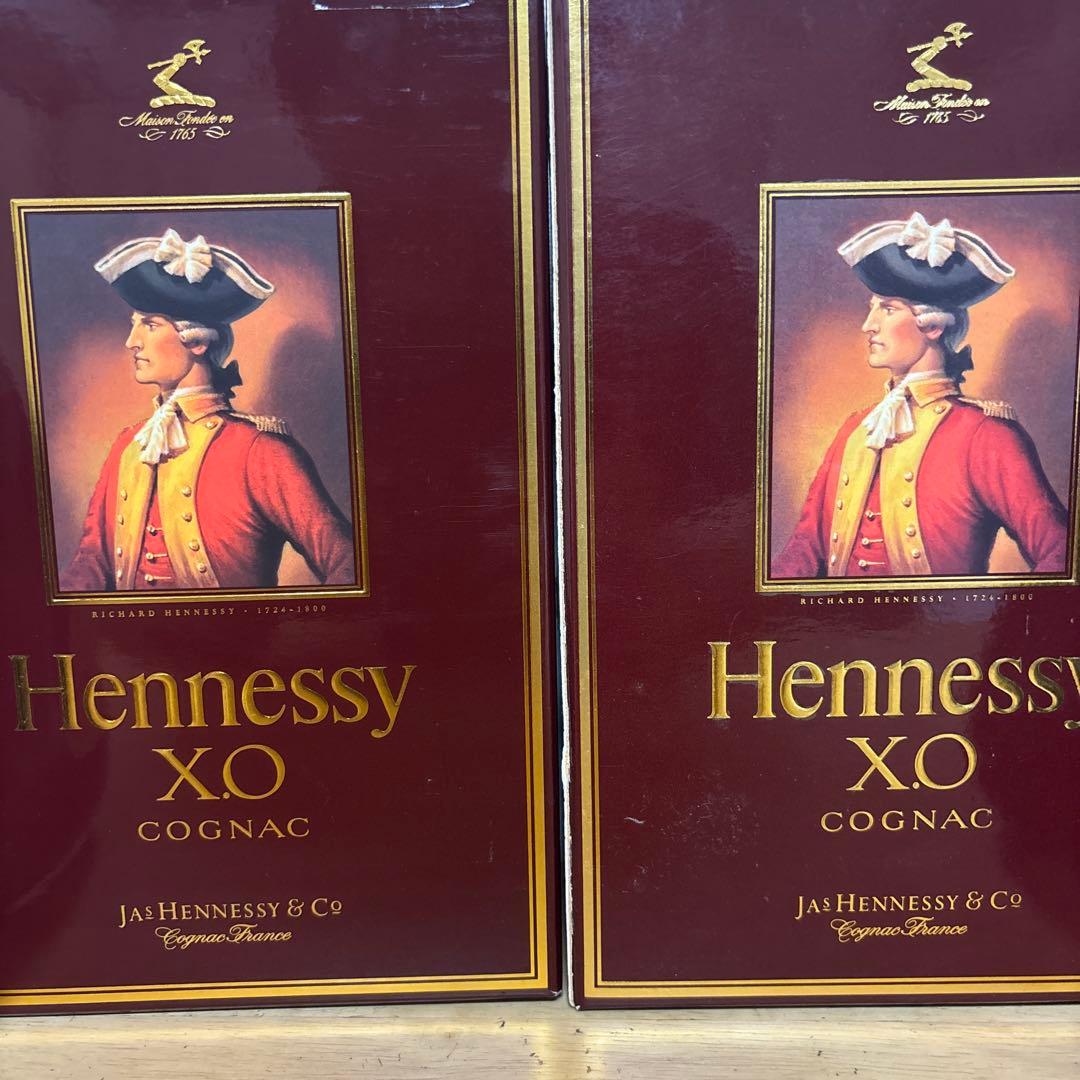 Maison Fondée en
1765
RICHARD HENNESSY · 1724-1800
Hennessy
X.O
COGNAC
JAS HENNESSY & Co
Cognac France
Maison Fondée en
1765
RICHARD HENNESSY · 1724-1800
Hennessy
X.O
COGNAC
JAS HENNESSY & Co
Cognac France